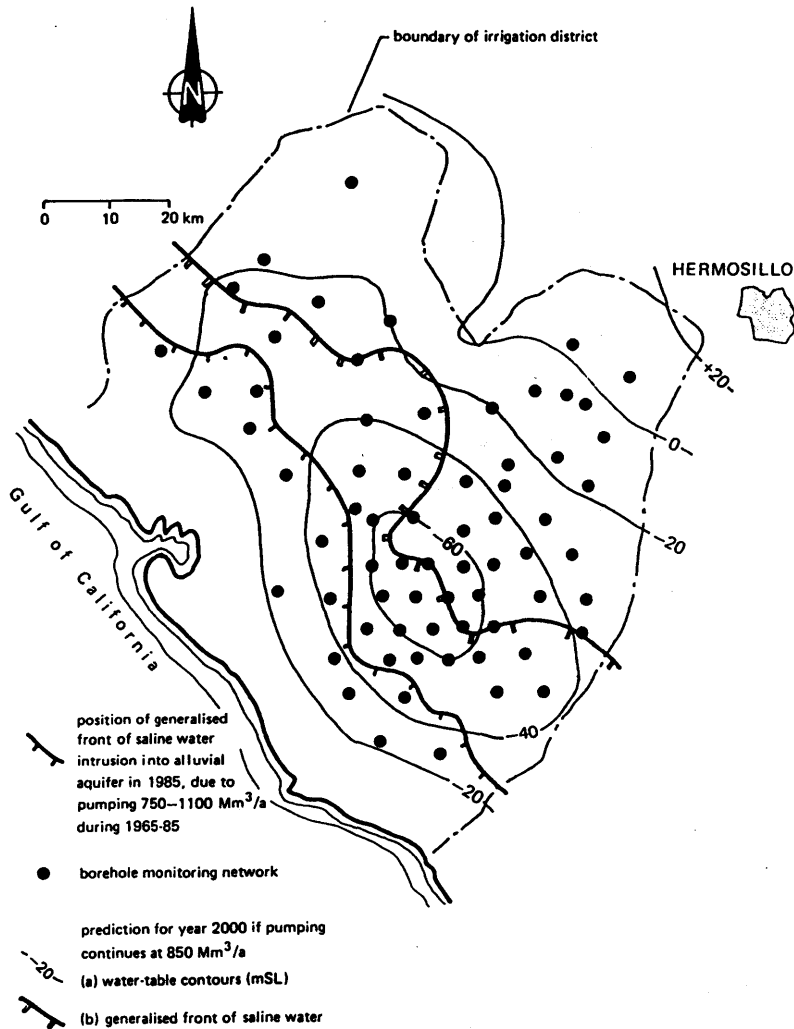 boundary of irrigation district
N
0 10 20 km
HERMOSILLO
+20
0
-20
-60
Gulf of California
-40
-20
position of generalised
front of saline water
intrusion into alluvial
aquifer in 1985, due to
pumping 750–1100 Mm³/a
during 1965-85
borehole monitoring network
prediction for year 2000 if pumping
continues at 850 Mm³/a
-20- (a) water-table contours (mSL)
(b) generalised front of saline water